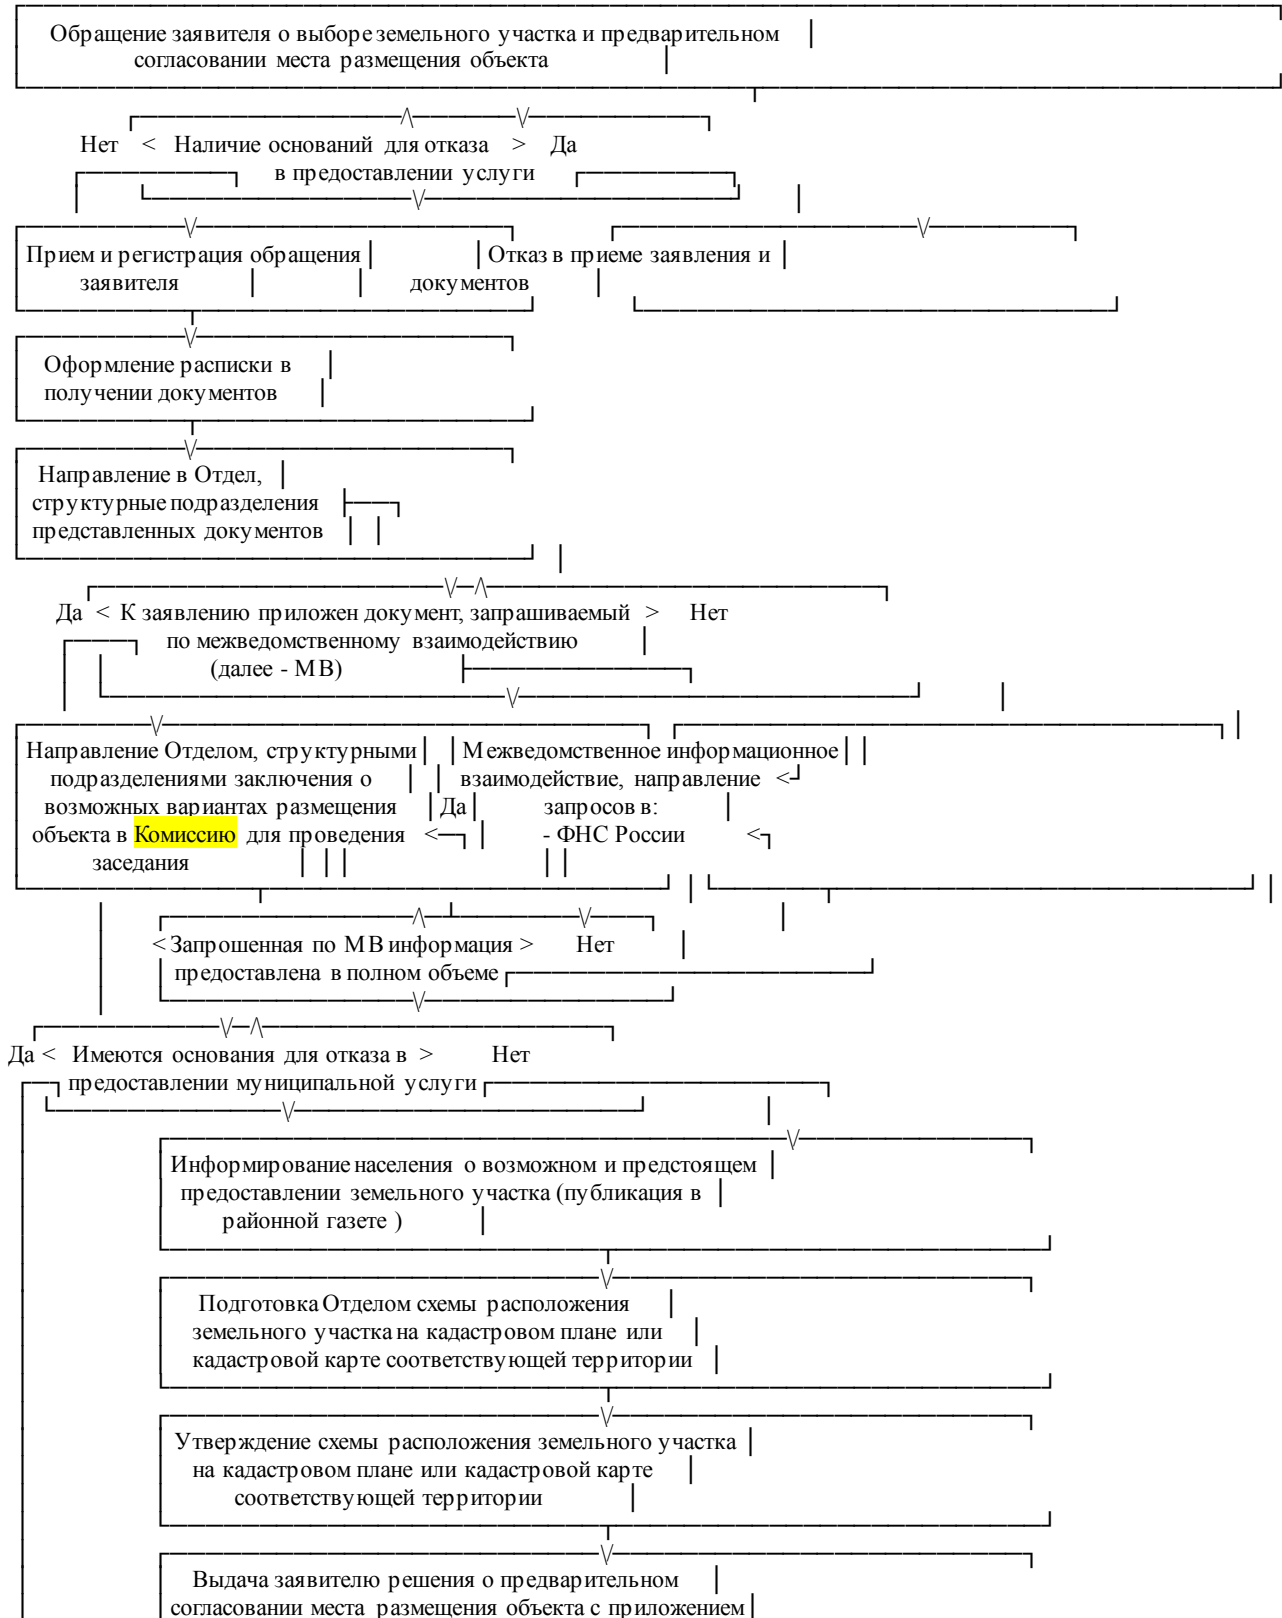 Обращение заявителя о выборе земельного участка и предварительном
согласовании места размещения объекта
Нет < Наличие оснований для отказа > Да
в предоставлении услуги
Прием и регистрация обращения Отказ в приеме заявления и
заявителя документов
Оформление расписки в
получении документов
Направление в Отдел,
структурные подразделения
представленных документов
Да < К заявлению приложен документ, запрашиваемый > Нет
по межведомственному взаимодействию
(далее - МВ)
Направление Отделом, структурными Межведомственное информационное
подразделениями заключения о взаимодействие, направление <
возможных вариантах размещения Да запросов в:
объекта в Комиссию для проведения < - ФНС России <
заседания
< Запрошенная по МВ информация > Нет
предоставлена в полном объеме
Да < Имеются основания для отказа в > Нет
предоставлении муниципальной услуги
Информирование населения о возможном и предстоящем
предоставлении земельного участка (публикация в
районной газете )
Подготовка Отделом схемы расположения
земельного участка на кадастровом плане или
кадастровой карте соответствующей территории
Утверждение схемы расположения земельного участка
на кадастровом плане или кадастровой карте
соответствующей территории
Выдача заявителю решения о предварительном
согласовании места размещения объекта с приложением